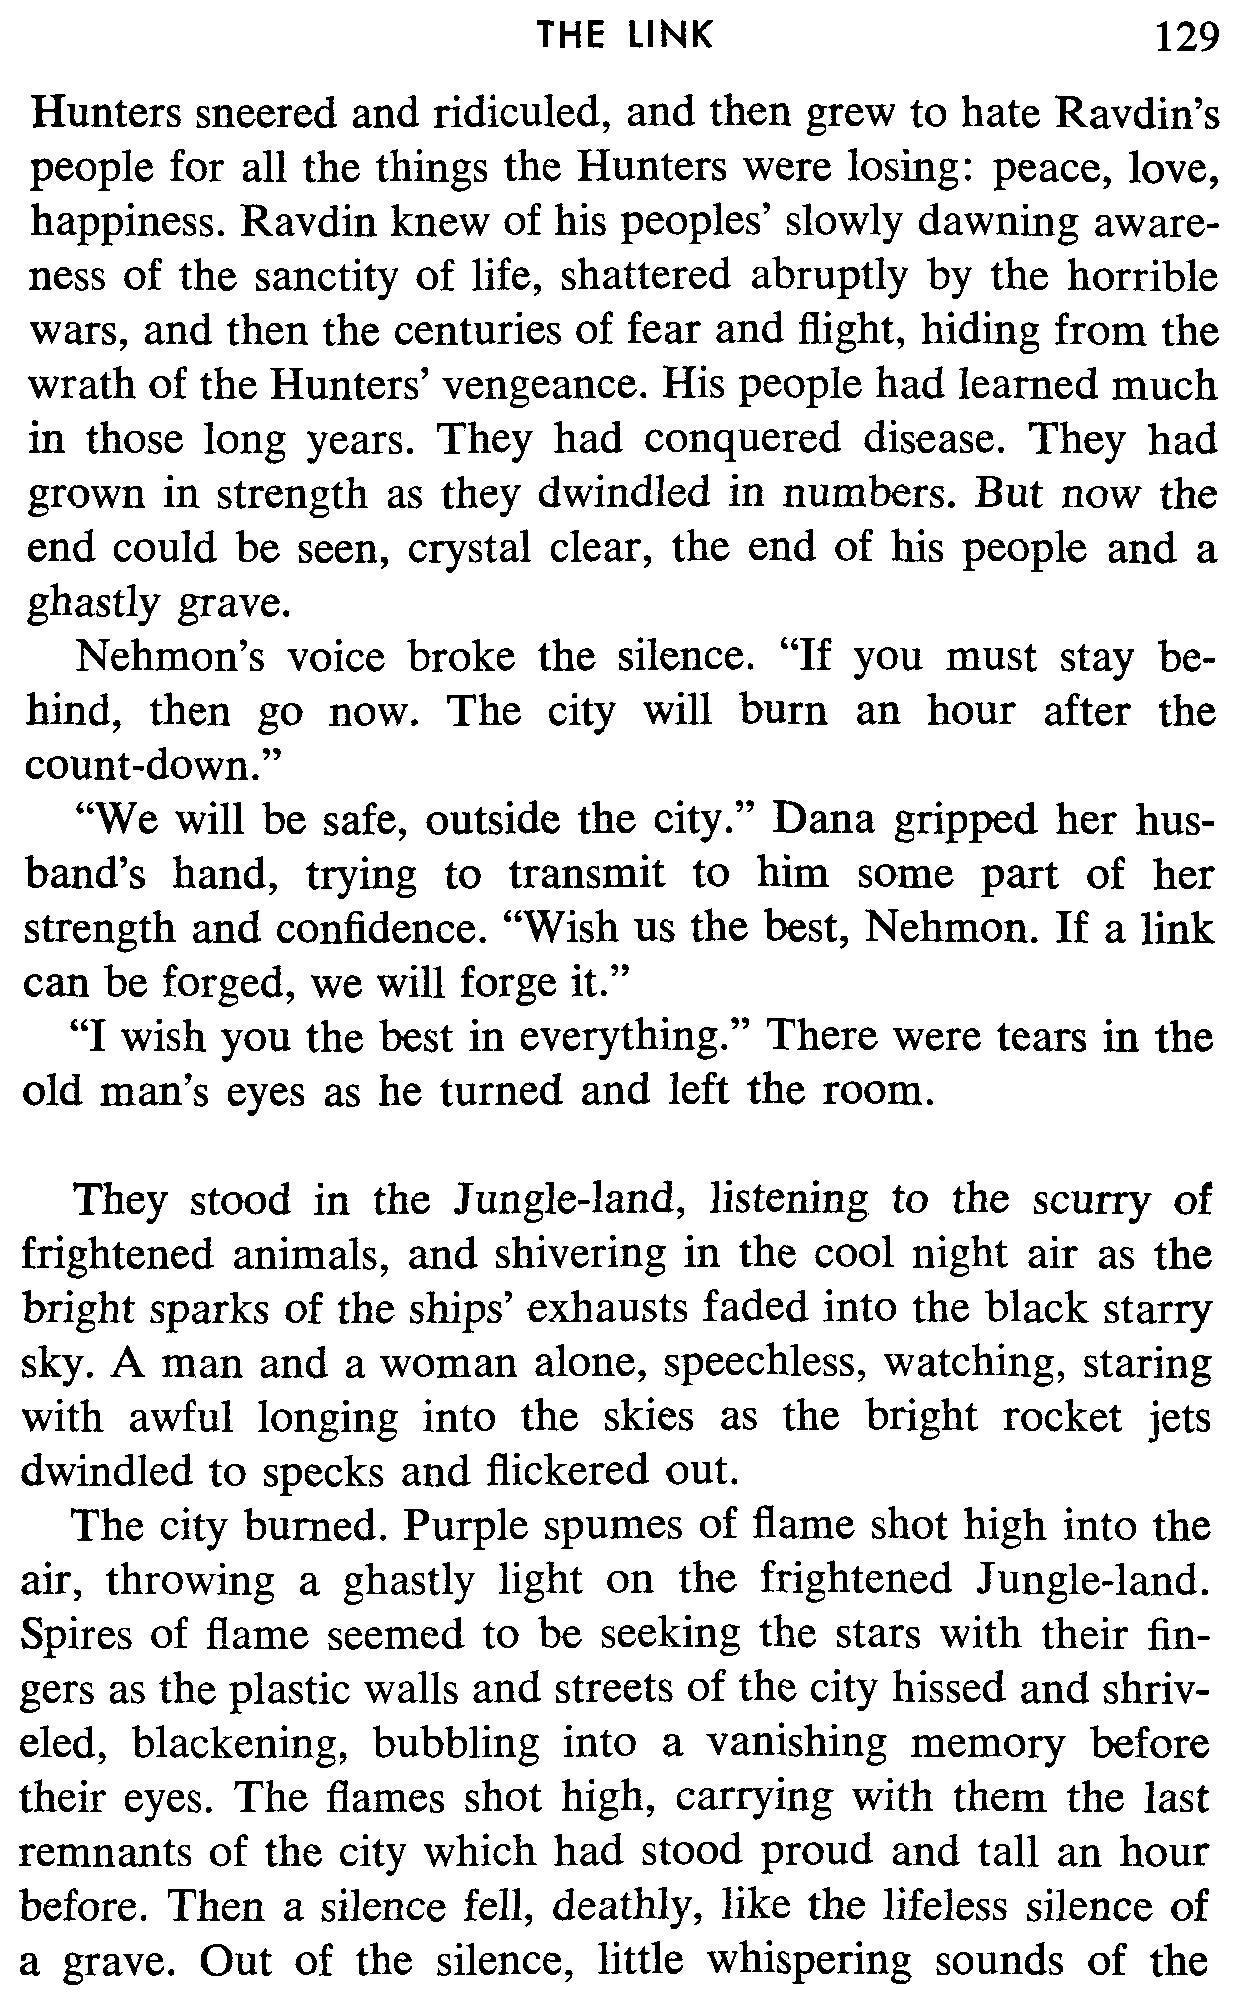 THE LINK 129
Hunters sneered and ridiculed, and then grew to hate Ravdin's
people for all the things the Hunters were losing: peace, love,
happiness. Ravdin knew of his peoples' slowly dawning aware-
ness of the sanctity of life, shattered abruptly by the horrible
wars, and then the centuries of fear and flight, hiding from the
wrath of the Hunters' vengeance. His people had learned much
in those long years. They had conquered disease. They had
grown in strength as they dwindled in numbers. But now the
end could be seen, crystal clear, the end of his people and a
ghastly grave.
Nehmon's voice broke the silence. “If you must stay be-
hind, then go now. The city will burn an hour after the
count-down.”
“We will be safe, outside the city.” Dana gripped her hus-
band's hand, trying to transmit to him some part of her
strength and confidence. “Wish us the best, Nehmon. If a link
can be forged, we will forge it.”
“I wish you the best in everything.” There were tears in the
old man's eyes as he turned and left the room.
They stood in the Jungle-land, listening to the scurry of
frightened animals, and shivering in the cool night air as the
bright sparks of the ships' exhausts faded into the black starry
sky. A man and a woman alone, speechless, watching, staring
with awful longing into the skies as the bright rocket jets
dwindled to specks and flickered out.
The city burned. Purple spumes of flame shot high into the
air, throwing a ghastly light on the frightened Jungle-land.
Spires of flame seemed to be seeking the stars with their fin-
gers as the plastic walls and streets of the city hissed and shriv-
eled, blackening, bubbling into a vanishing memory before
their eyes. The flames shot high, carrying with them the last
remnants of the city which had stood proud and tall an hour
before. Then a silence fell, deathly, like the lifeless silence of
a grave. Out of the silence, little whispering sounds of the